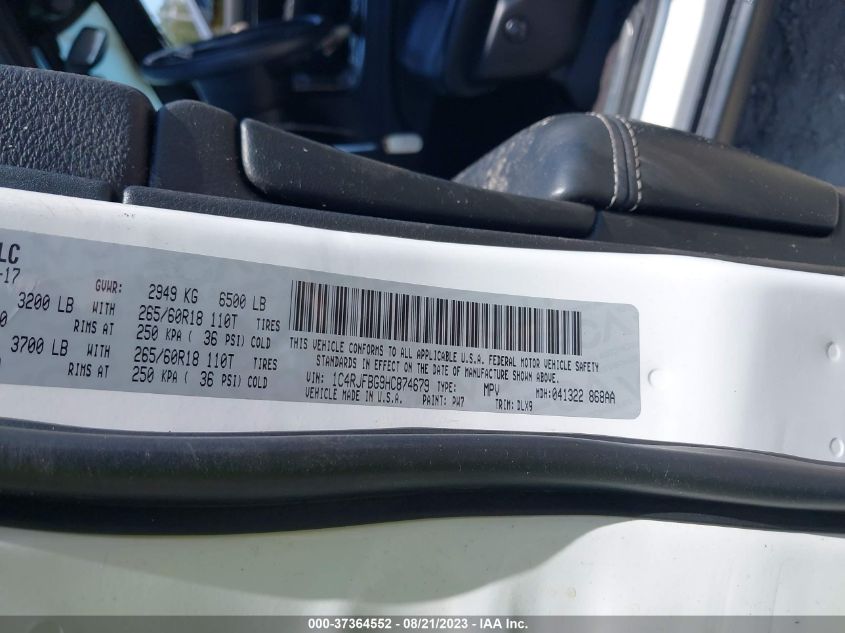 LC
-17
GVWR: 2949 KG 6500 LB
3200 LB WITH 265/60R18 110T TIRES
0 RIMS AT 250 KPA ( 36 PSI) COLD
3700 LB WITH 265/60R18 110T TIRES
RIMS AT 250 KPA ( 36 PSI) COLD
THIS VEHICLE CONFORMS TO ALL APPLICABLE U.S.A. FEDERAL MOTOR VEHICLE SAFETY
STANDARDS IN EFFECT ON THE DATE OF MANUFACTURE SHOWN ABOVE.
VIN: 1C4RJFBG9HC874679 TYPE: MPV MDH:041322 868AA
MADE IN U.S.A. PAINT: PW7 TRIM: DLX9
000-37364552 / 08/21/2023 - IAA Inc.